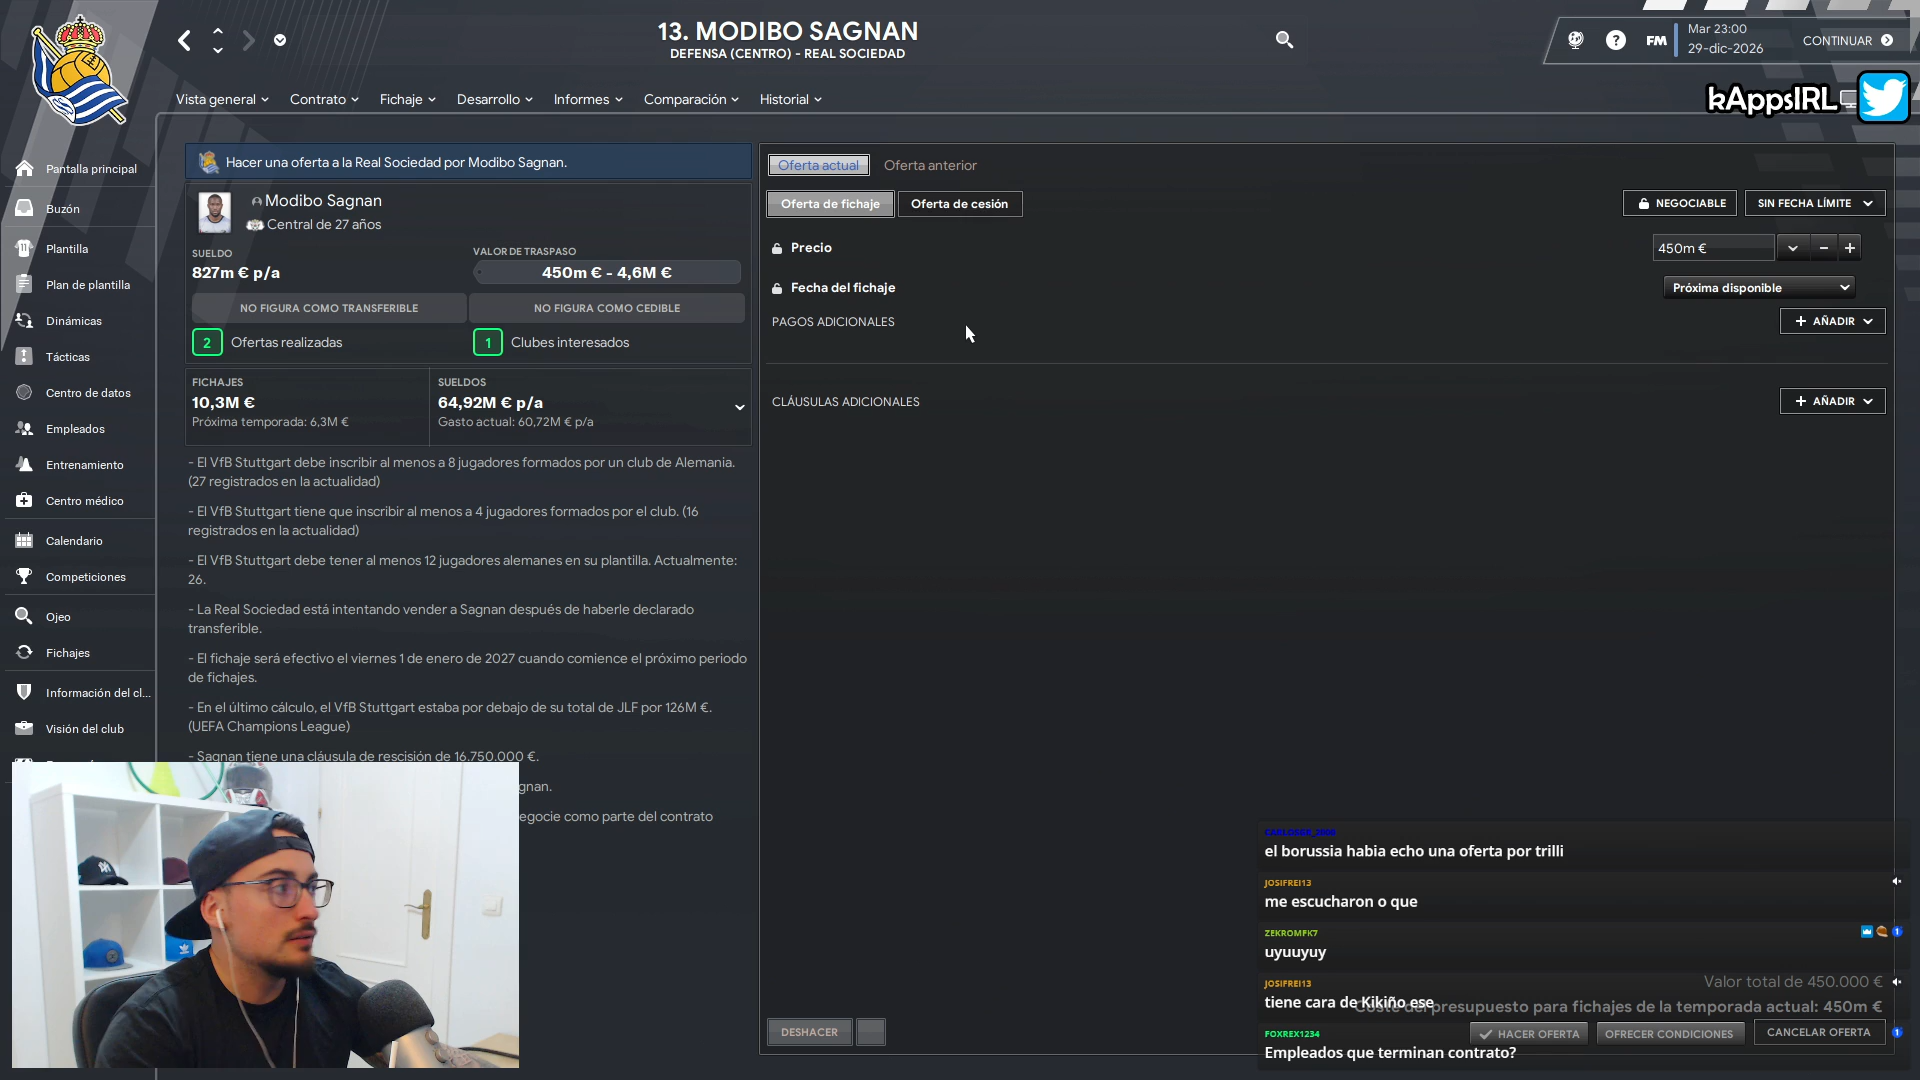 13. MODIBO SAGNAN
DEFENSA (CENTRO) - REAL SOCIEDAD
Mar 23:00
29-dic-2026
CONTINUAR
FM
kAppsIRL
Vista general
Contrato
Fichaje
Desarrollo
Informes
Comparación
Historial
Pantalla principal
Buzón
Plantilla
Plan de plantilla
Dinámicas
Tácticas
Centro de datos
Empleados
Entrenamiento
Centro médico
Calendario
Competiciones
Ojeo
Fichajes
Información del cl...
Visión del club
Hacer una oferta a la Real Sociedad por Modibo Sagnan.
Modibo Sagnan
Central de 27 años
SUELDO
827m € p/a
VALOR DE TRASPASO
450m € - 4,6M €
NO FIGURA COMO TRANSFERIBLE
NO FIGURA COMO CEDIBLE
2 Ofertas realizadas
1 Clubes interesados
FICHAJES
10,3M €
Próxima temporada: 6,3M €
SUELDOS
64,92M € p/a
Gasto actual: 60,72M € p/a
- El VfB Stuttgart debe inscribir al menos a 8 jugadores formados por un club de Alemania.
(27 registrados en la actualidad)
- El VfB Stuttgart tiene que inscribir al menos a 4 jugadores formados por el club. (16
registrados en la actualidad)
- El VfB Stuttgart debe tener al menos 12 jugadores alemanes en su plantilla. Actualmente:
26.
- La Real Sociedad está intentando vender a Sagnan después de haberle declarado
transferible.
- El fichaje será efectivo el viernes 1 de enero de 2027 cuando comience el próximo periodo
de fichajes.
- En el último cálculo, el VfB Stuttgart estaba por debajo de su total de JLF por 126M €.
(UEFA Champions League)
- Sagnan tiene una cláusula de rescisión de 16.750.000 €.
gnan.
egocie como parte del contrato
Oferta actual
Oferta anterior
Oferta de fichaje
Oferta de cesión
NEGOCIABLE
SIN FECHA LÍMITE
Precio
450m €
Fecha del fichaje
Próxima disponible
PAGOS ADICIONALES
AÑADIR
CLÁUSULAS ADICIONALES
AÑADIR
el borussia habia echo una oferta por trilli
JOSIFREI13
me escucharon o que
ZEKROMFK7
uyuuyuy
JOSIFREI13
tiene cara de Kikiño ese
FOXREX1234
Empleados que terminan contrato?
Valor total de 450.000 €
presupuesto para fichajes de la temporada actual: 450m €
DESHACER
HACER OFERTA
OFRECER CONDICIONES
CANCELAR OFERTA